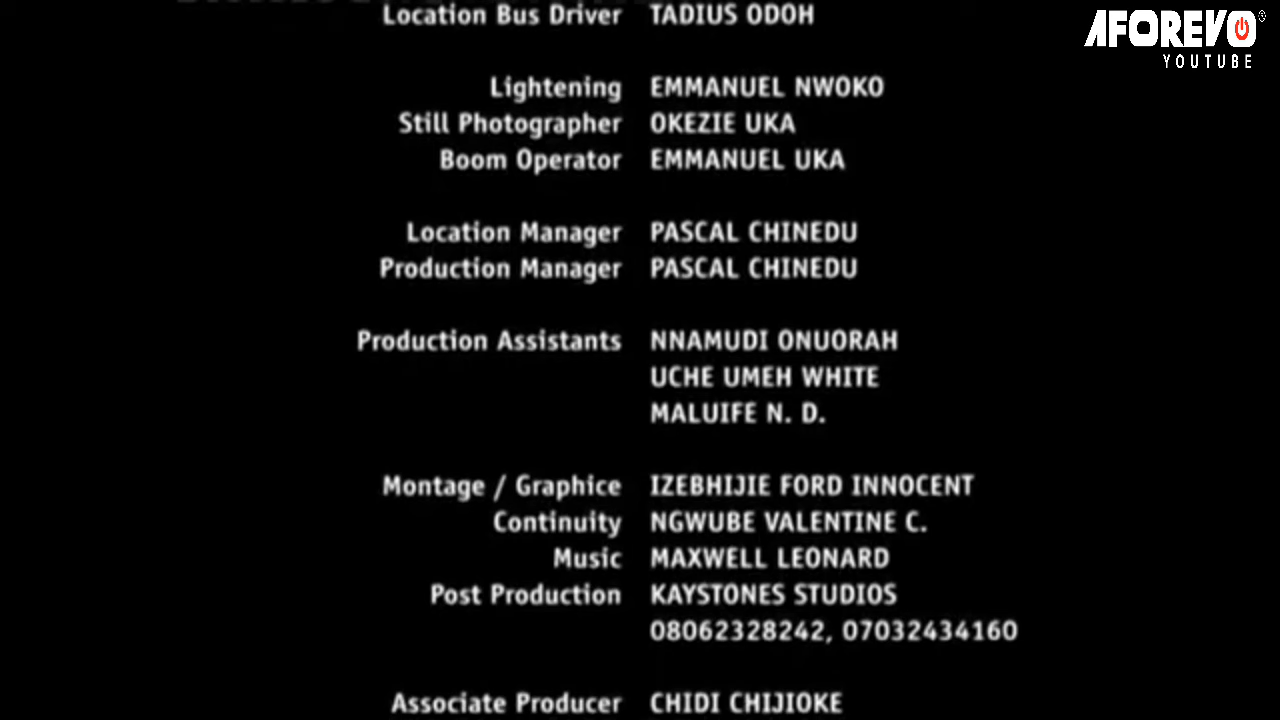 Location Bus Driver TADIUS ODOH
Lightening EMMANUEL NWOKO
Still Photographer OKEZIE UKA
Boom Operator EMMANUEL UKA
Location Manager PASCAL CHINEDU
Production Manager PASCAL CHINEDU
Production Assistants NNAMUDI ONUORAH
UCHE UMEH WHITE
MALUIFE N. D.
Montage / Graphice IZEBHIJIE FORD INNOCENT
Continuity NGWUBE VALENTINE C.
Music MAXWELL LEONARD
Post Production KAYSTONES STUDIOS
08062328242, 07032434160
Associate Producer CHIDI CHIJIOKE
AFOREVO®
YOUTUBE